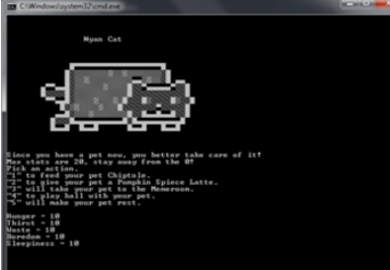 C:\Windows\system32\cmd.exe
Nyan Cat
Since you have a pet now, you better take care of it!
Max stats are 20, stay away from the 0!
Pick an action.
"1" to feed your pet Chiptole.
"2" to give your pet a Pumpkin Spiece Latte.
"3" will take your pet to the Memeroom.
"4" to play ball with your pet.
"5" will make your pet rest.
Hunger - 10
Thirst - 10
Waste - 10
Boredom - 10
Sleepiness - 10